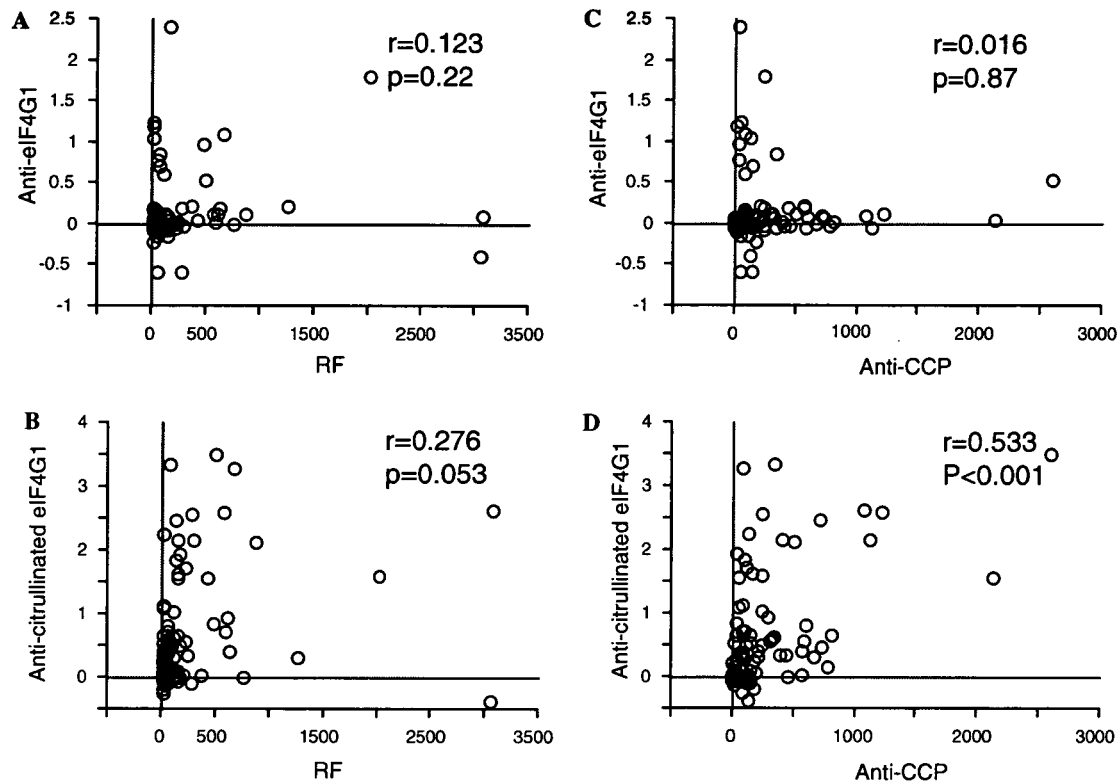 A
2.5
2
1.5
1
0.5
0
-0.5
-1
Anti-eIF4G1
r=0.123
p=0.22
0 500 1500 2500 3500
RF
C
2.5
2
1.5
1
0.5
0
-0.5
-1
Anti-eIF4G1
r=0.016
p=0.87
0 1000 2000 3000
Anti-CCP
B
4
3
2
1
0
Anti-citrullinated eIF4G1
r=0.276
p=0.053
0 500 1500 2500 3500
RF
D
4
3
2
1
0
Anti-citrullinated eIF4G1
r=0.533
P<0.001
0 1000 2000 3000
Anti-CCP